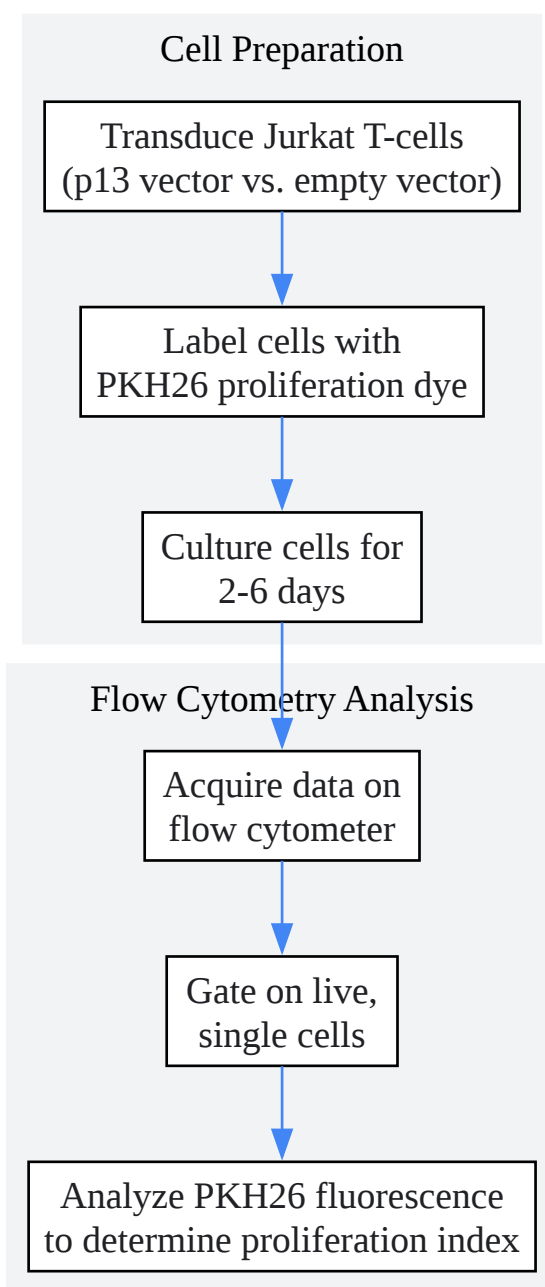 Cell Preparation
Transduce Jurkat T-cells
(p13 vector vs. empty vector)
Label cells with
PKH26 proliferation dye
Culture cells for
2-6 days
Flow Cytometry Analysis
Acquire data on
flow cytometer
Gate on live,
single cells
Analyze PKH26 fluorescence
to determine proliferation index